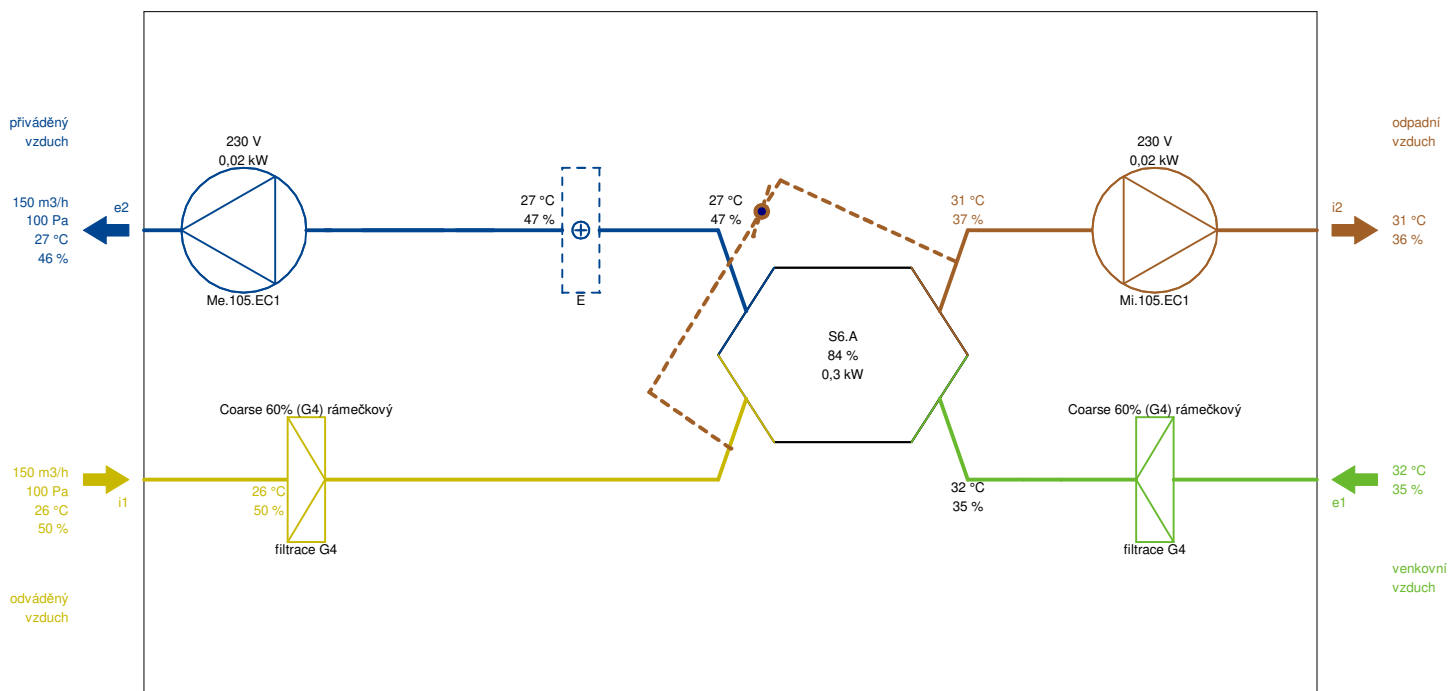 přiváděný
vzduch
230 V
0,02 kW
230 V
0,02 kW
odpadní
vzduch
150 m3/h
100 Pa
27 °C
46 %
e2
27 °C
47 %
27 °C
47 %
31 °C
37 %
i2
31 °C
36 %
Me.105.EC1
E
Mi.105.EC1
S6.A
84 %
0,3 kW
Coarse 60% (G4) rámečkový
Coarse 60% (G4) rámečkový
150 m3/h
100 Pa
26 °C
50 %
i1
26 °C
50 %
32 °C
35 %
32 °C
35 %
e1
filtrace G4
filtrace G4
odváděný
vzduch
venkovní
vzduch